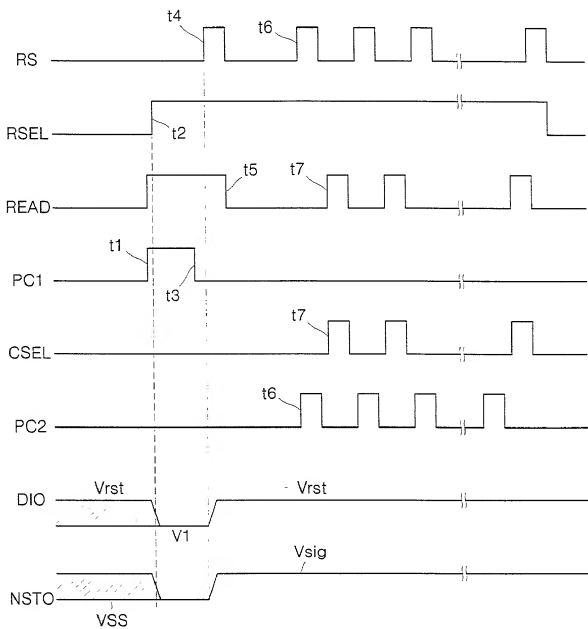 t4
t6
RS
RSEL
t2
t5
t7
READ
t1
PC1
t3
t7
CSEL
t6
PC2
Vrst
Vrst
DIO
V1
Vsig
NSTO
VSS